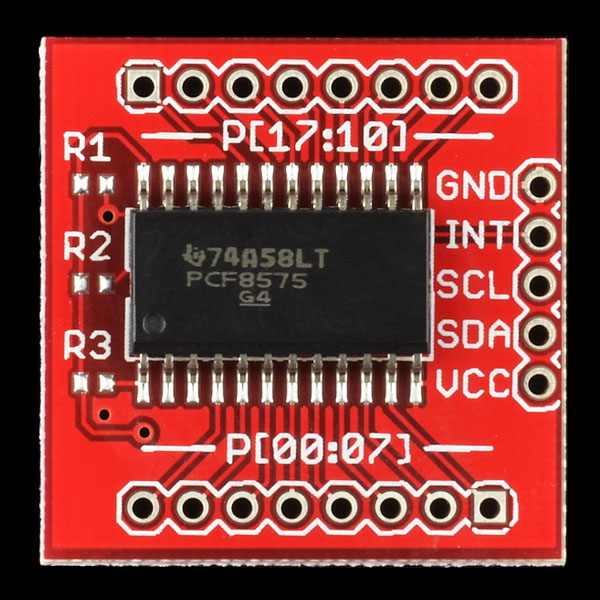 P[17:10]
R1
GND
INT
R2
74A58LT
PCF8575
G4
SCL
SDA
R3
VCC
P[00:07]